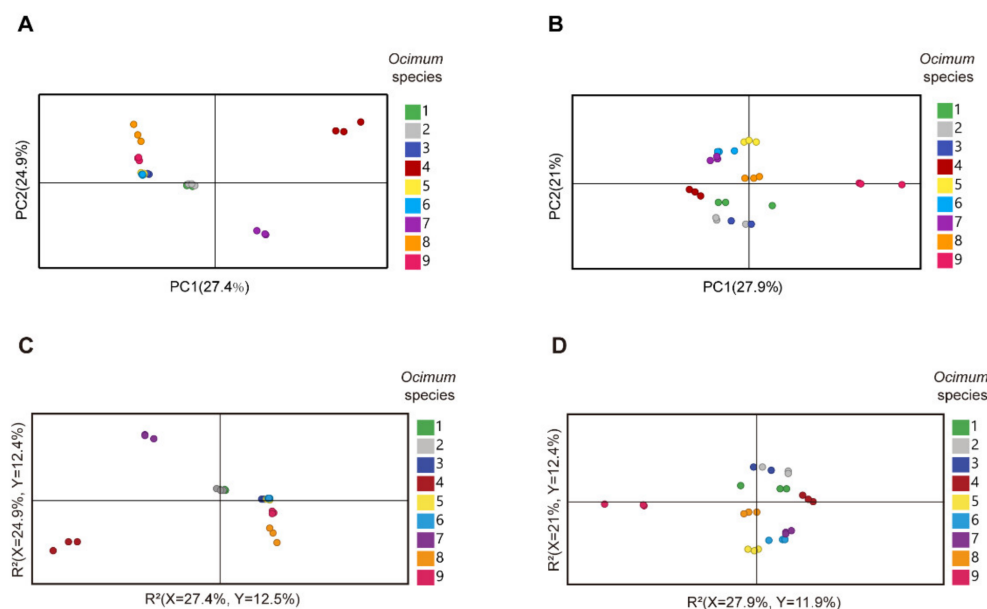 A
Ocimum
species
1
2
3
4
5
6
7
8
9
PC2(24.9%)
PC1(27.4%)
B
Ocimum
species
1
2
3
4
5
6
7
8
9
PC2(21%)
PC1(27.9%)
C
Ocimum
species
1
2
3
4
5
6
7
8
9
R²(X=24.9%, Y=12.4%)
R²(X=27.4%, Y=12.5%)
D
Ocimum
species
1
2
3
4
5
6
7
8
9
R²(X=21%, Y=12.4%)
R²(X=27.9%, Y=11.9%)